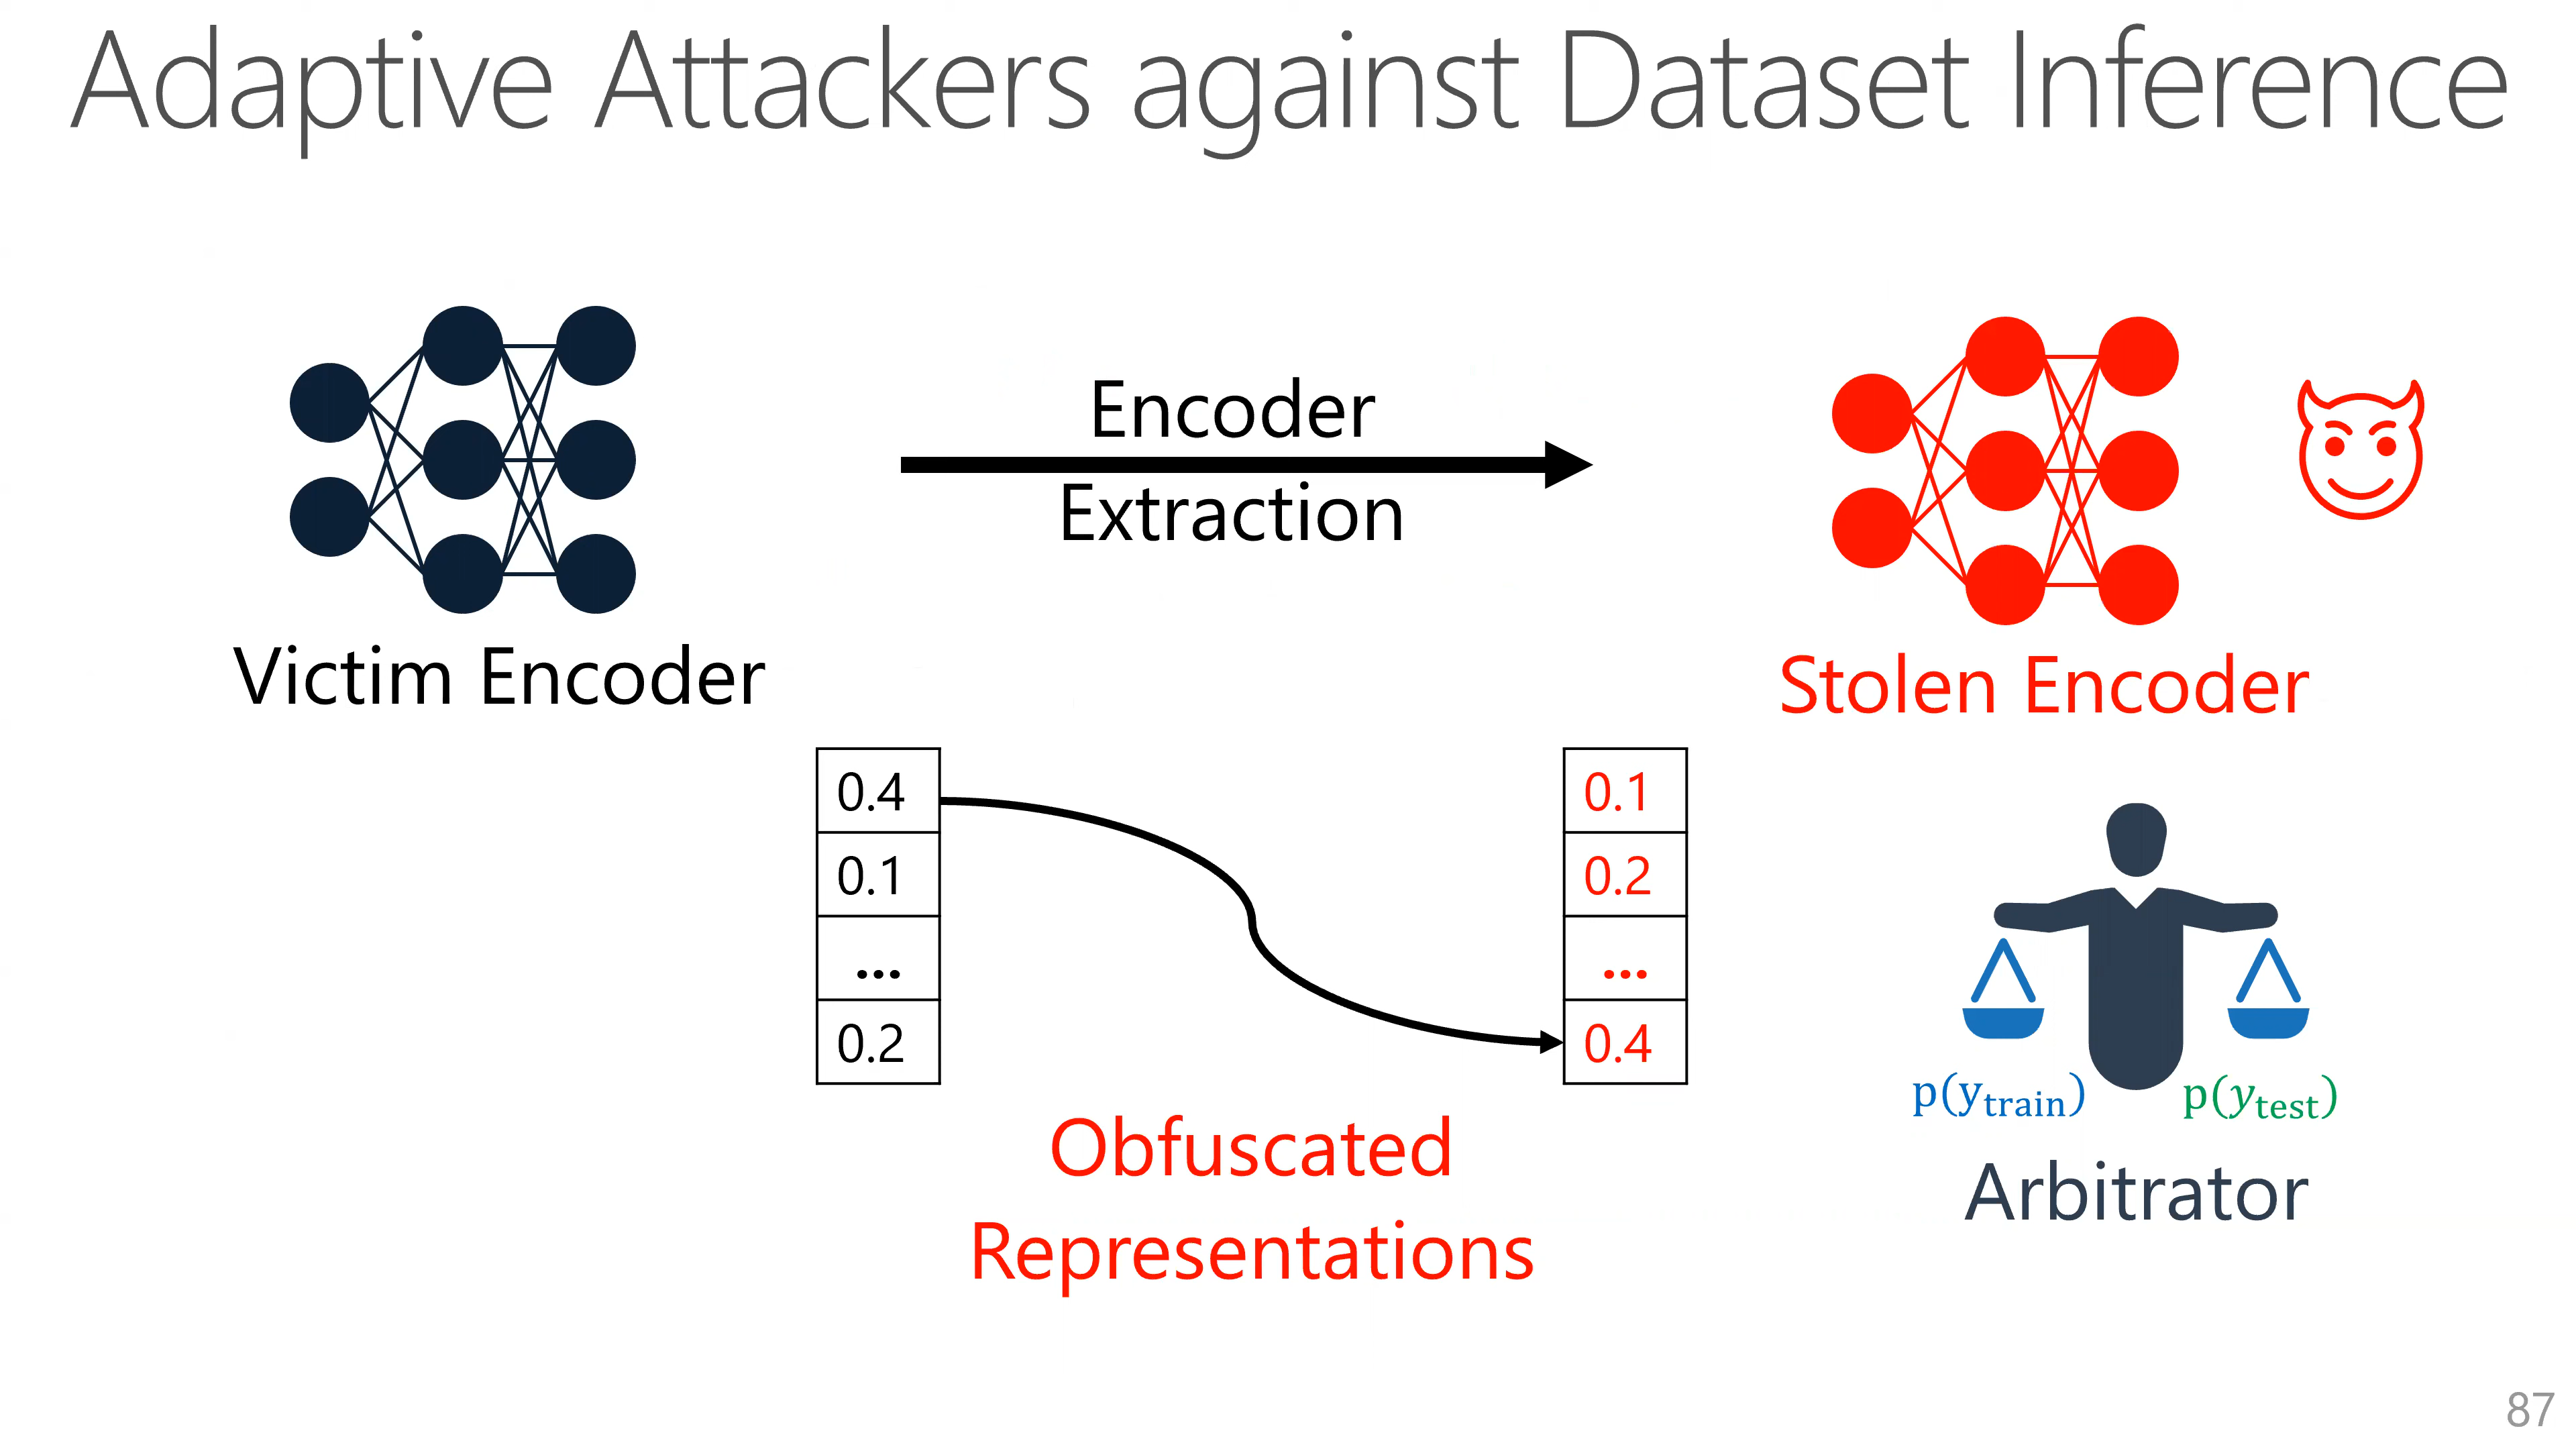 Adaptive Attackers against Dataset Inference
Encoder
Extraction
Victim Encoder
Stolen Encoder
0.4
0.1
...
0.2
0.1
0.2
...
0.4
Obfuscated
Representations
p(y_train)
p(y_test)
Arbitrator
87